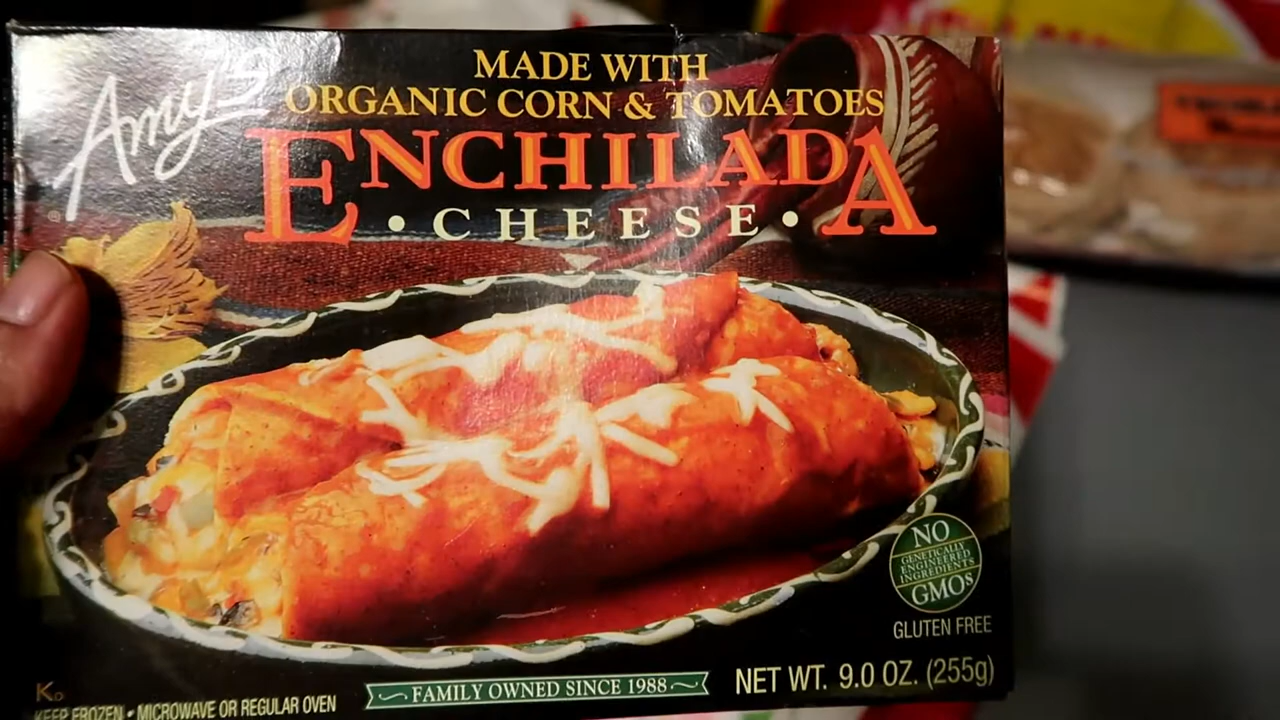 Amy's
MADE WITH
ORGANIC CORN & TOMATOES
ENCHILADA
• CHEESE •
NO
GENETICALLY
ENGINEERED
INGREDIENTS
GMOs
GLUTEN FREE
NET WT. 9.0 OZ. (255g)
FAMILY OWNED SINCE 1988
KD
KEEP FROZEN • MICROWAVE OR REGULAR OVEN